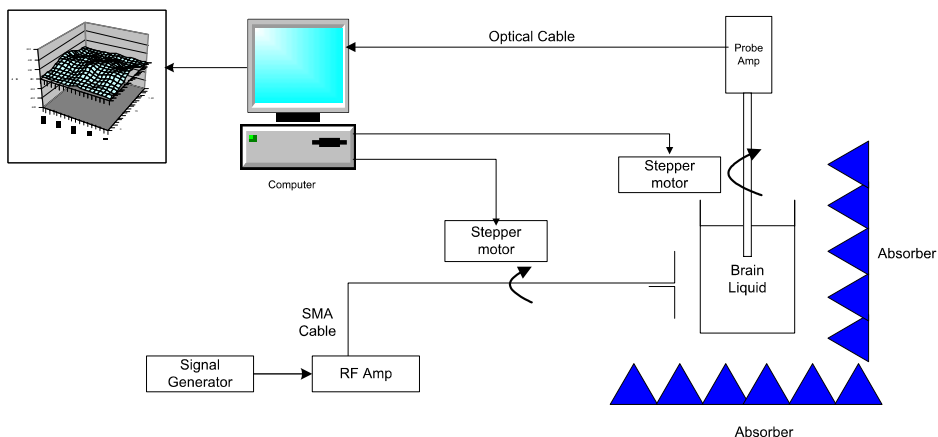 Optical Cable
Probe
Amp
Computer
Stepper
motor
Stepper
motor
Absorber
Brain
Liquid
SMA
Cable
Signal
Generator
RF Amp
Absorber